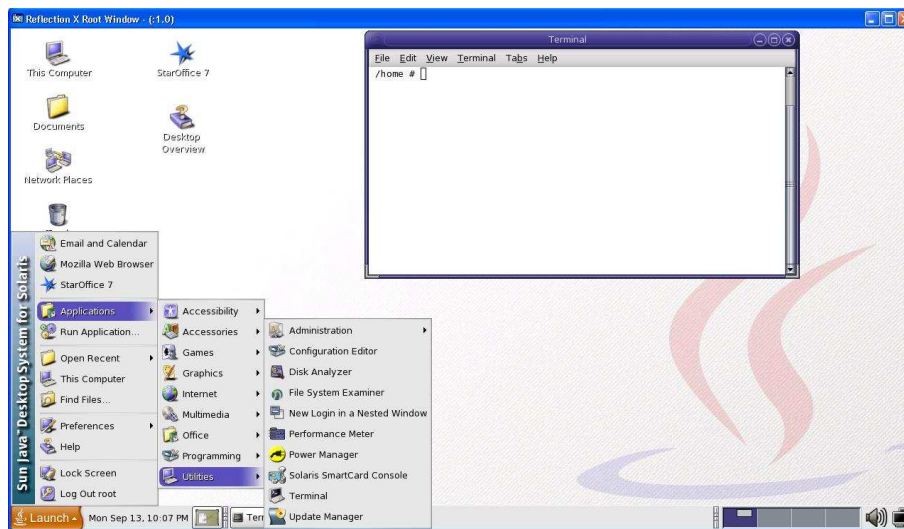 Reflection X Root Window - (:1.0)
This Computer
StarOffice 7
Documents
Desktop
Overview
Network Places
Terminal
File Edit View Terminal Tabs Help
/home #
Sun Java™ Desktop System for Solaris
Email and Calendar
Mozilla Web Browser
StarOffice 7
Applications
Run Application...
Open Recent
This Computer
Find Files...
Preferences
Help
Lock Screen
Log Out root
Accessibility
Accessories
Games
Graphics
Internet
Multimedia
Office
Programming
Utilities
Administration
Configuration Editor
Disk Analyzer
File System Examiner
New Login in a Nested Window
Performance Meter
Power Manager
Solaris SmartCard Console
Terminal
Update Manager
Launch
Mon Sep 13, 10:07 PM